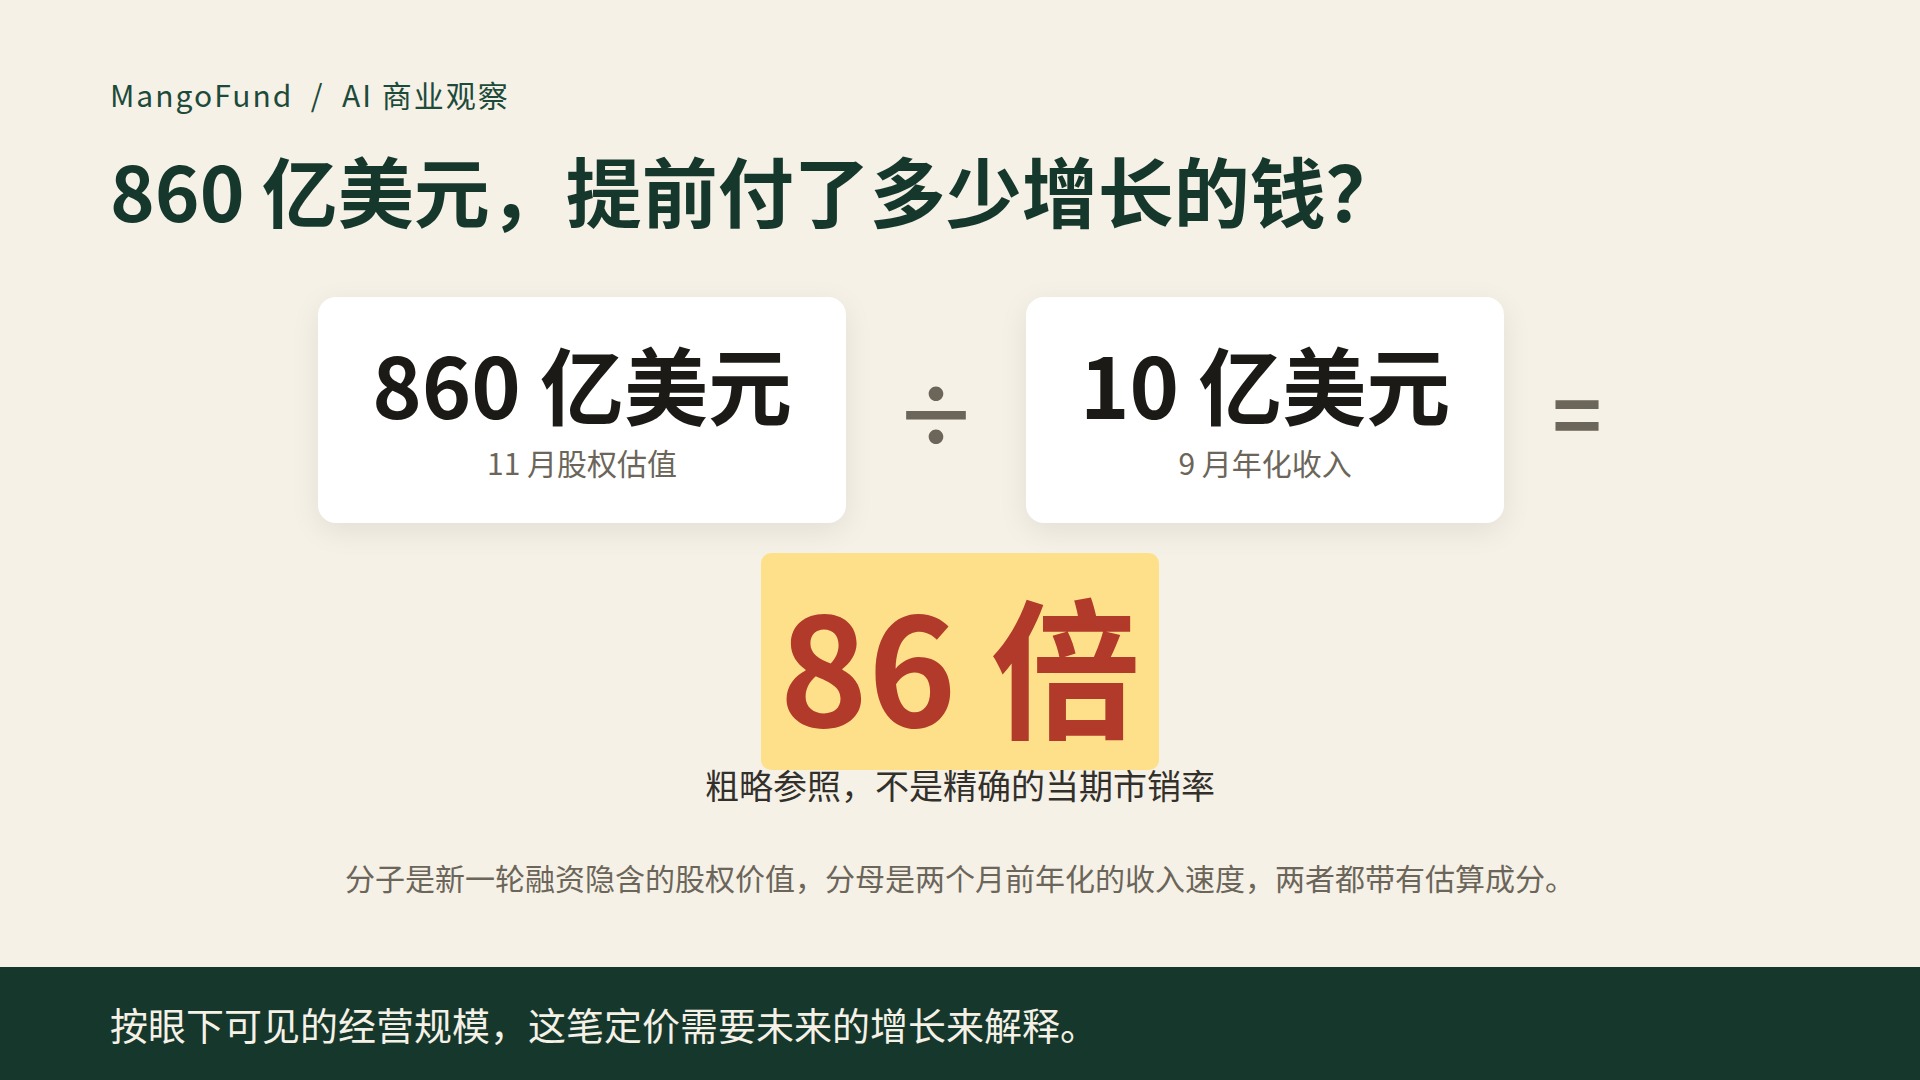 MangoFund / AI 商业观察
860 亿美元，提前付了多少增长的钱？
860 亿美元
11 月股权估值
÷
10 亿美元
9 月年化收入
=
86 倍
粗略参照，不是精确的当期市销率
分子是新一轮融资隐含的股权价值，分母是两个月前年化的收入速度，两者都带有估算成分。
按眼下可见的经营规模，这笔定价需要未来的增长来解释。